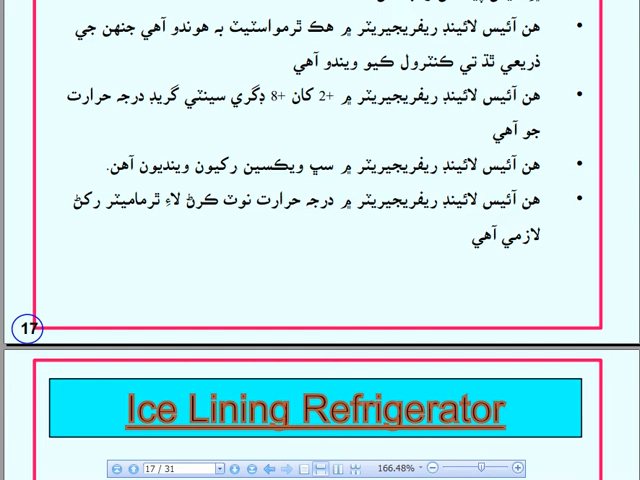 • هن آئيس لائينڊ ريفريجيريٽر ۾ هڪ ٿرمواسٽيٽ بہ هوندو آهي جنهن جي
ذريعي ٿڌ تي ڪنٽرول ڪيو ويندو آهي
• هن آئيس لائينڊ ريفريجيريٽر ۾ +2 کان +8 ڊگري سينٽي گريڊ درجہ حرارت
جو آهي
• هن آئيس لائينڊ ريفريجيريٽر ۾ سڀ ويڪسين رکيون وينديون آهن.
• هن آئيس لائينڊ ريفريجيريٽر ۾ درجہ حرارت نوٽ ڪرڻ لاءِ ٿرماميٽر رکڻ
لازمي آهي
17
Ice Lining Refrigerator
17 / 31 166.48%